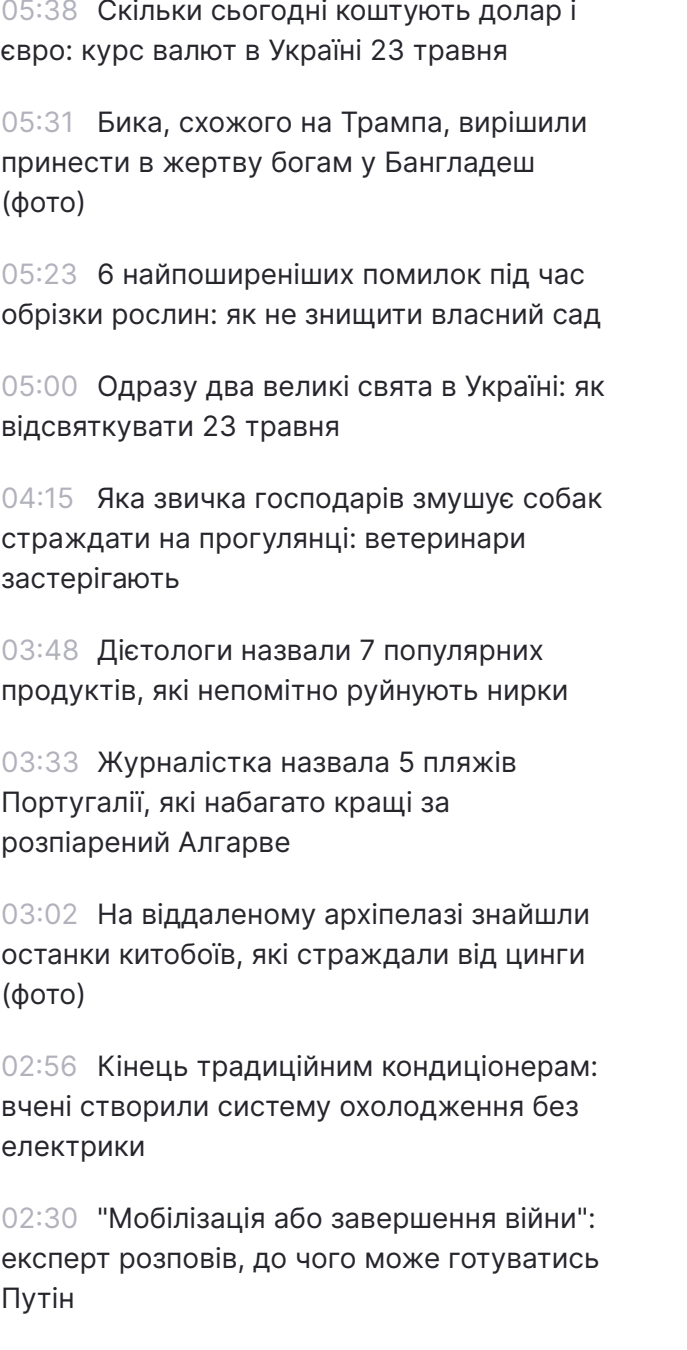 05:38 Скільки сьогодні коштують долар і
євро: курс валют в Україні 23 травня
05:31 Бика, схожого на Трампа, вирішили
принести в жертву богам у Бангладеш
(фото)
05:23 6 найпоширеніших помилок під час
обрізки рослин: як не знищити власний сад
05:00 Одразу два великі свята в Україні: як
відсвяткувати 23 травня
04:15 Яка звичка господарів змушує собак
страждати на прогулянці: ветеринари
застерігають
03:48 Дієтологи назвали 7 популярних
продуктів, які непомітно руйнують нирки
03:33 Журналістка назвала 5 пляжів
Португалії, які набагато кращі за
розпіарений Алгарве
03:02 На віддаленому архіпелазі знайшли
останки китобоїв, які страждали від цинги
(фото)
02:56 Кінець традиційним кондиціонерам:
вчені створили систему охолодження без
електрики
02:30 "Мобілізація або завершення війни":
експерт розповів, до чого може готуватись
Путін